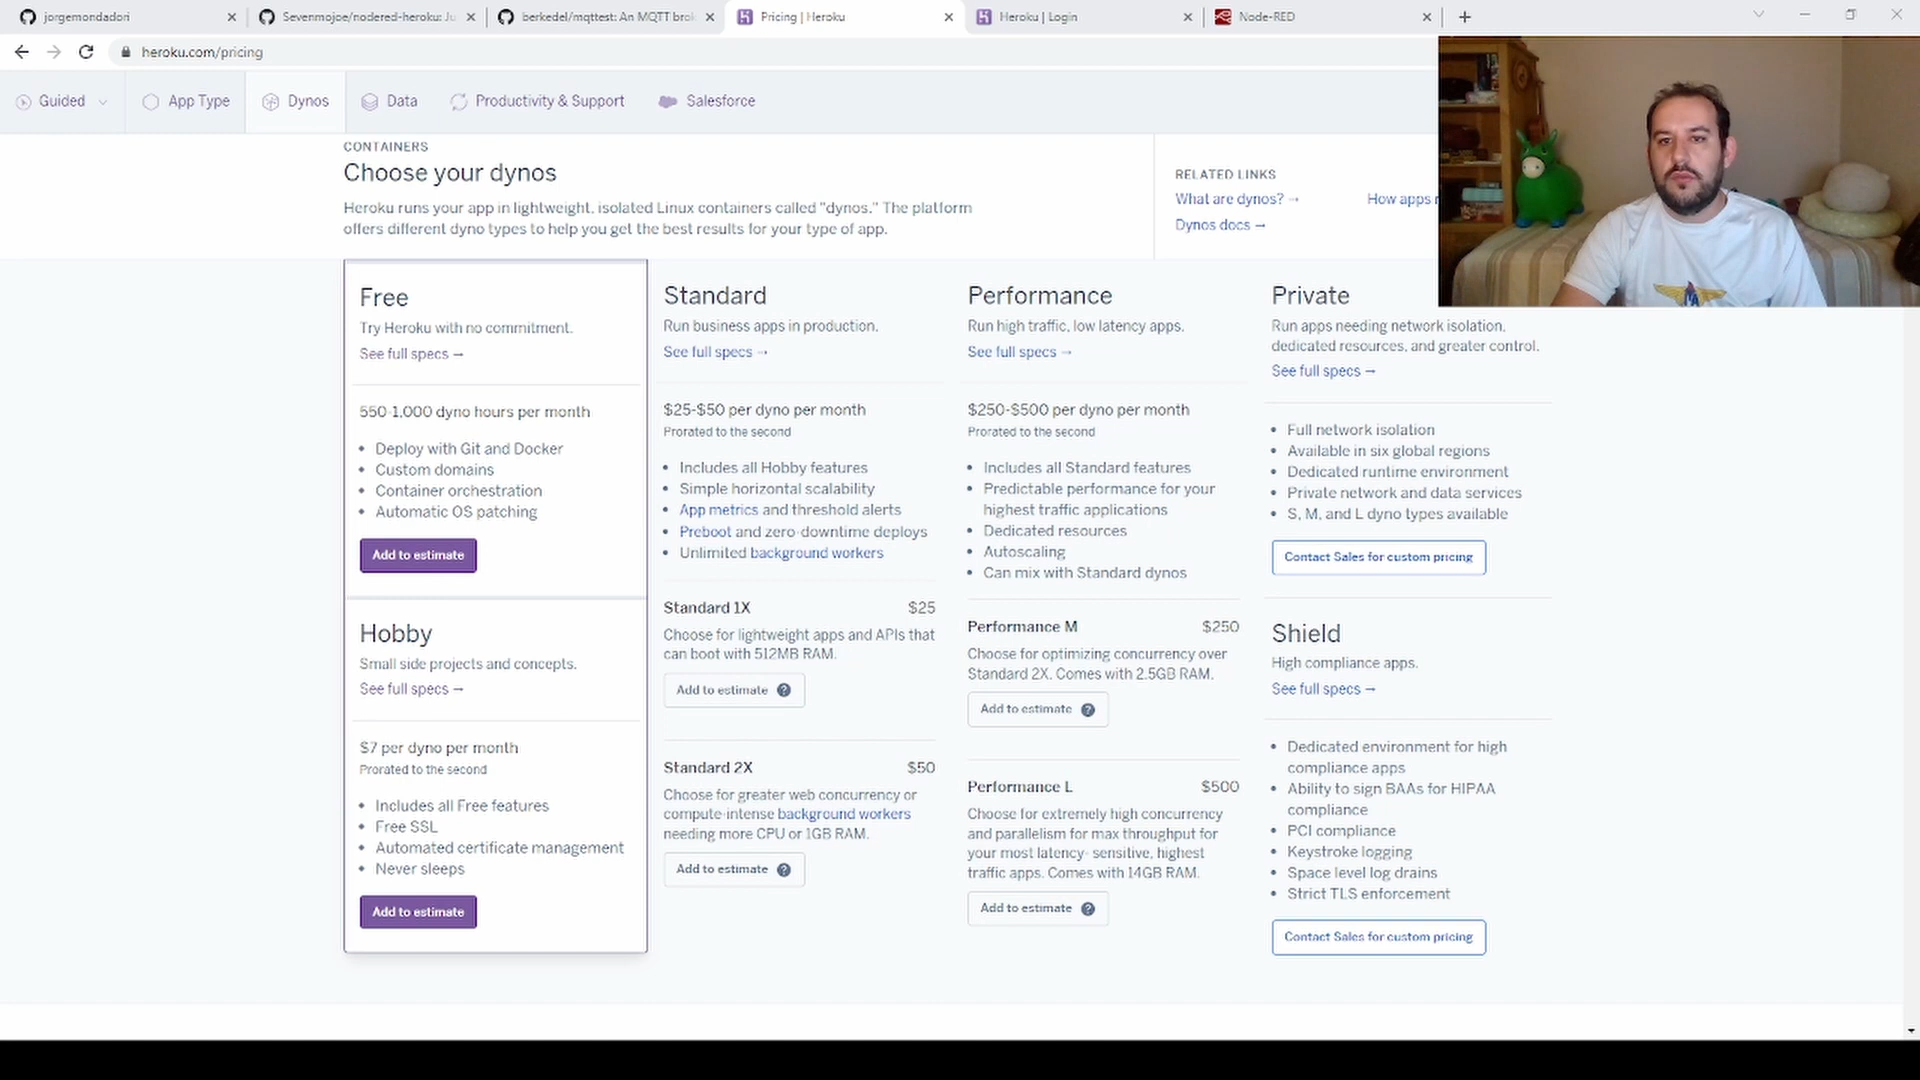 jorgemondadori
Sevenmojoe/nodered-heroku: Ju
berkedel/mqttest: An MQTT brok
Pricing | Heroku
Heroku | Login
Node-RED
heroku.com/pricing
Guided
App Type
Dynos
Data
Productivity & Support
Salesforce
CONTAINERS
Choose your dynos
Heroku runs your app in lightweight, isolated Linux containers called "dynos." The platform
offers different dyno types to help you get the best results for your type of app.
RELATED LINKS
What are dynos? →
How apps r
Dynos docs →
Free
Try Heroku with no commitment.
See full specs →
550-1,000 dyno hours per month
• Deploy with Git and Docker
• Custom domains
• Container orchestration
• Automatic OS patching
Add to estimate
Hobby
Small side projects and concepts.
See full specs →
$7 per dyno per month
Prorated to the second
• Includes all Free features
• Free SSL
• Automated certificate management
• Never sleeps
Add to estimate
Standard
Run business apps in production.
See full specs →
$25-$50 per dyno per month
Prorated to the second
• Includes all Hobby features
• Simple horizontal scalability
• App metrics and threshold alerts
• Preboot and zero-downtime deploys
• Unlimited background workers
Standard 1X $25
Choose for lightweight apps and APIs that
can boot with 512MB RAM.
Add to estimate ?
Standard 2X $50
Choose for greater web concurrency or
compute-intense background workers
needing more CPU or 1GB RAM.
Add to estimate ?
Performance
Run high traffic, low latency apps.
See full specs →
$250-$500 per dyno per month
Prorated to the second
• Includes all Standard features
• Predictable performance for your
highest traffic applications
• Dedicated resources
• Autoscaling
• Can mix with Standard dynos
Performance M $250
Choose for optimizing concurrency over
Standard 2X. Comes with 2.5GB RAM.
Add to estimate ?
Performance L $500
Choose for extremely high concurrency
and parallelism for max throughput for
your most latency- sensitive, highest
traffic apps. Comes with 14GB RAM.
Add to estimate ?
Private
Run apps needing network isolation,
dedicated resources, and greater control.
See full specs →
• Full network isolation
• Available in six global regions
• Dedicated runtime environment
• Private network and data services
• S, M, and L dyno types available
Contact Sales for custom pricing
Shield
High compliance apps.
See full specs →
• Dedicated environment for high
compliance apps
• Ability to sign BAAs for HIPAA
compliance
• PCI compliance
• Keystroke logging
• Space level log drains
• Strict TLS enforcement
Contact Sales for custom pricing